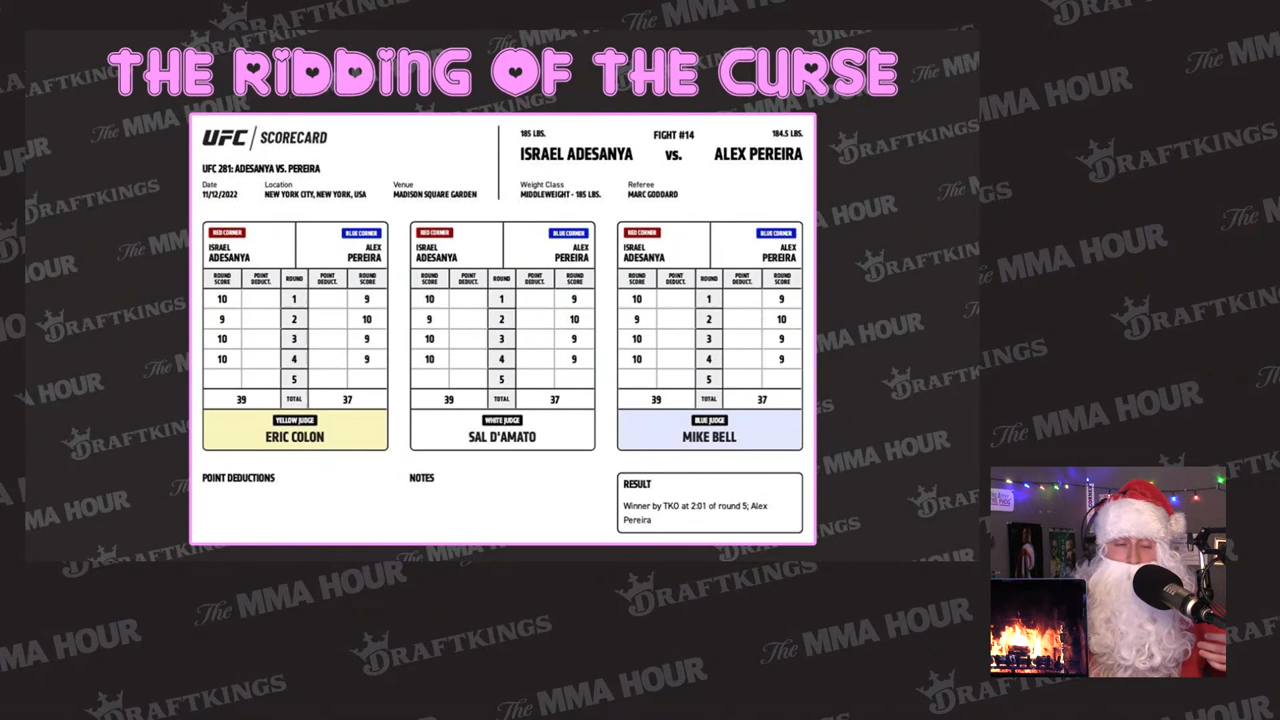 THE RIDDING OF THE CURSE
UFC / SCORECARD
UFC 281: ADESANYA VS. PEREIRA
Date
11/12/2022
Location
NEW YORK CITY, NEW YORK, USA
Venue
MADISON SQUARE GARDEN
185 LBS. FIGHT #14 184.5 LBS.
ISRAEL ADESANYA vs. ALEX PEREIRA
Weight Class
MIDDLEWEIGHT - 185 LBS.
Referee
MARC GODDARD
RED CORNER BLUE CORNER
ISRAEL ADESANYA ALEX PEREIRA
ROUND SCORE POINT DEDUCT. ROUND POINT DEDUCT. ROUND SCORE
10 1 9
9 2 10
10 3 9
10 4 9
5
39 TOTAL 37
YELLOW JUDGE
ERIC COLON
RED CORNER BLUE CORNER
ISRAEL ADESANYA ALEX PEREIRA
ROUND SCORE POINT DEDUCT. ROUND POINT DEDUCT. ROUND SCORE
10 1 9
9 2 10
10 3 9
10 4 9
5
39 TOTAL 37
WHITE JUDGE
SAL D'AMATO
RED CORNER BLUE CORNER
ISRAEL ADESANYA ALEX PEREIRA
ROUND SCORE POINT DEDUCT. ROUND POINT DEDUCT. ROUND SCORE
10 1 9
9 2 10
10 3 9
10 4 9
5
39 TOTAL 37
BLUE JUDGE
MIKE BELL
POINT DEDUCTIONS
NOTES
RESULT
Winner by TKO at 2:01 of round 5; Alex
Pereira
The MMA HOUR
DRAFTKINGS